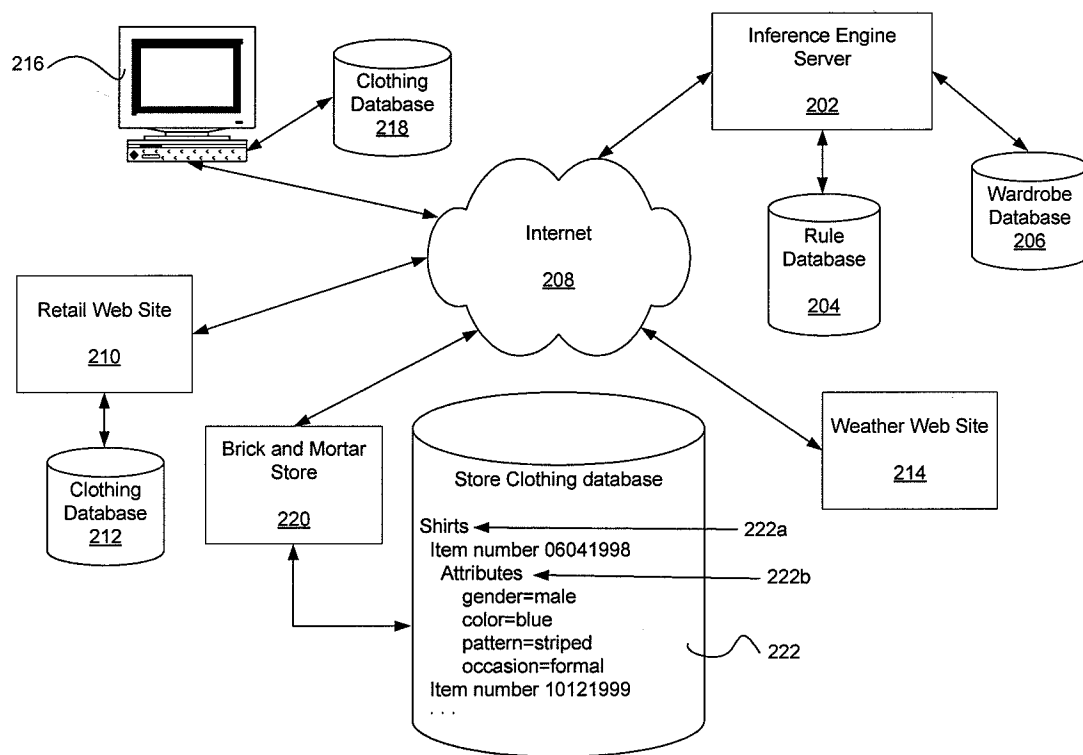 216
Clothing
Database
218
Inference Engine
Server
202
Wardrobe
Database
206
Rule
Database
204
Internet
208
Retail Web Site
210
Clothing
Database
212
Brick and Mortar
Store
220
Store Clothing database
Shirts
222a
Item number 06041998
Attributes
222b
gender=male
color=blue
pattern=striped
222
occasion=formal
Item number 10121999
. . .
Weather Web Site
214